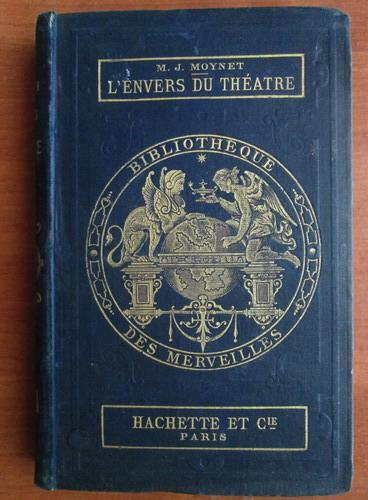 M. J. MOYNET
L'ENVERS DU THÉATRE
BIBLIOTHEQUE
DES MERVEILLES
HACHETTE ET CIE
PARIS